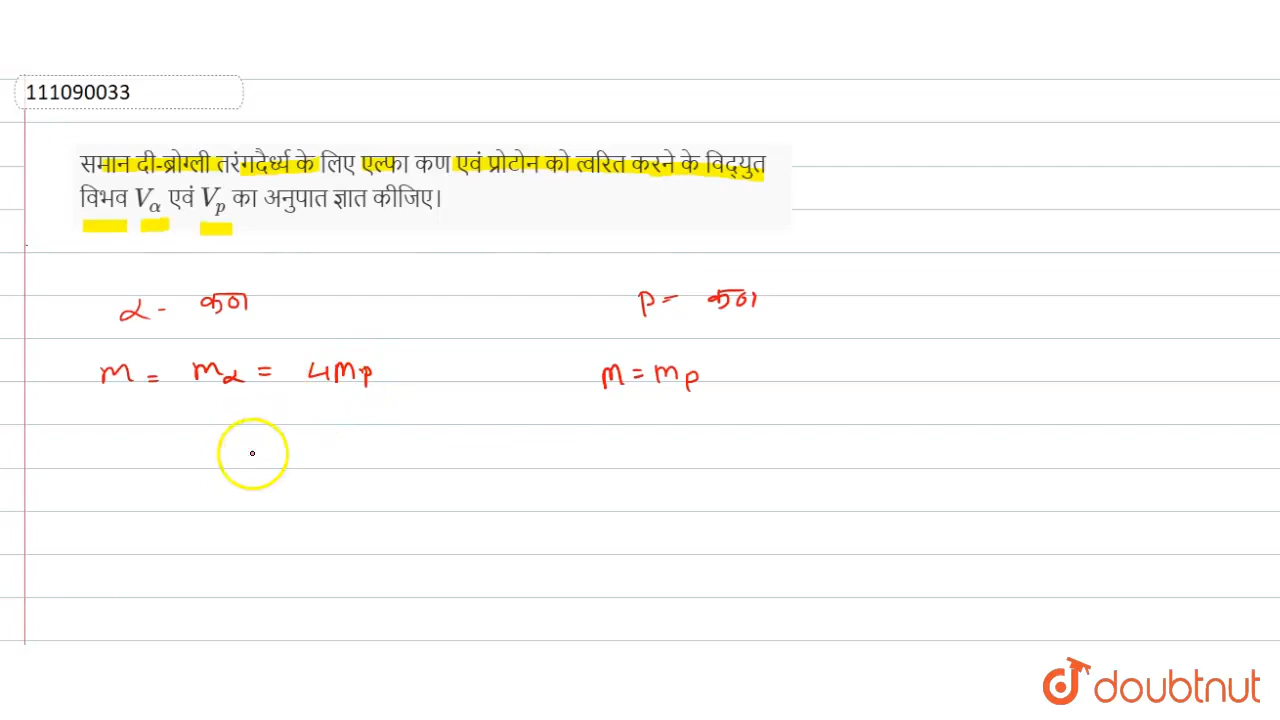 111090033
समान दी-ब्रोग्ली तरंगदैर्ध्य के लिए एल्फा कण एवं प्रोटोन को त्वरित करने के विद्युत
विभव Vα एवं Vp का अनुपात ज्ञात कीजिए।
α - कण p - कण
m = mα = 4mp m = mp
doubtnut